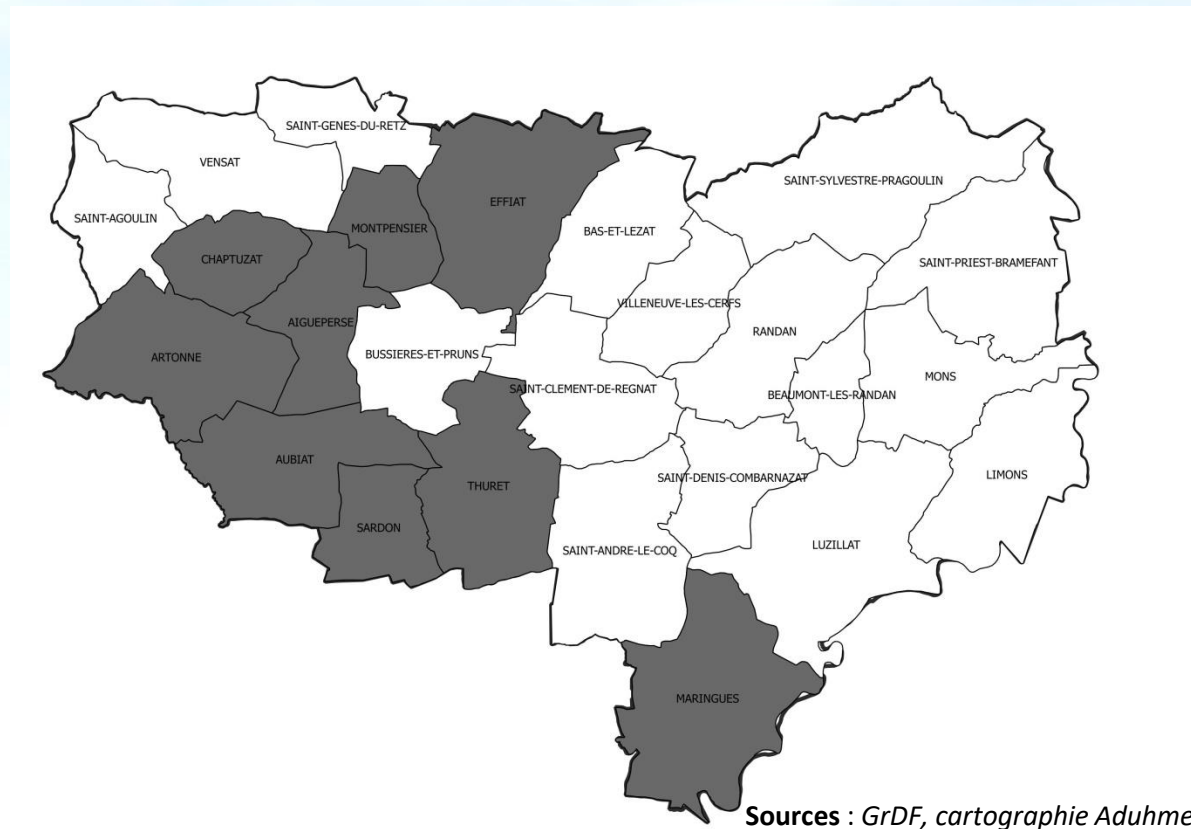 SAINT-GENES-DU-RETZ
VENSAT
SAINT-SYLVESTRE-PRAGOULIN
EFFIAT
SAINT-AGOULIN
MONTPENSIER
BAS-ET-LEZAT
CHAPTUZAT
SAINT-PRIEST-BRAMEFANT
VILLENEUVE-LES-CERFS
AIGUEPERSE
RANDAN
BUSSIERES-ET-PRUNS
ARTONNE
MONS
SAINT-CLEMENT-DE-REGNAT
BEAUMONT-LES-RANDAN
AUBIAT
SAINT-DENIS-COMBARNAZAT
LIMONS
THURET
SARDON
LUZILLAT
SAINT-ANDRE-LE-COQ
MARINGUES
Sources : GrDF, cartographie Aduhme